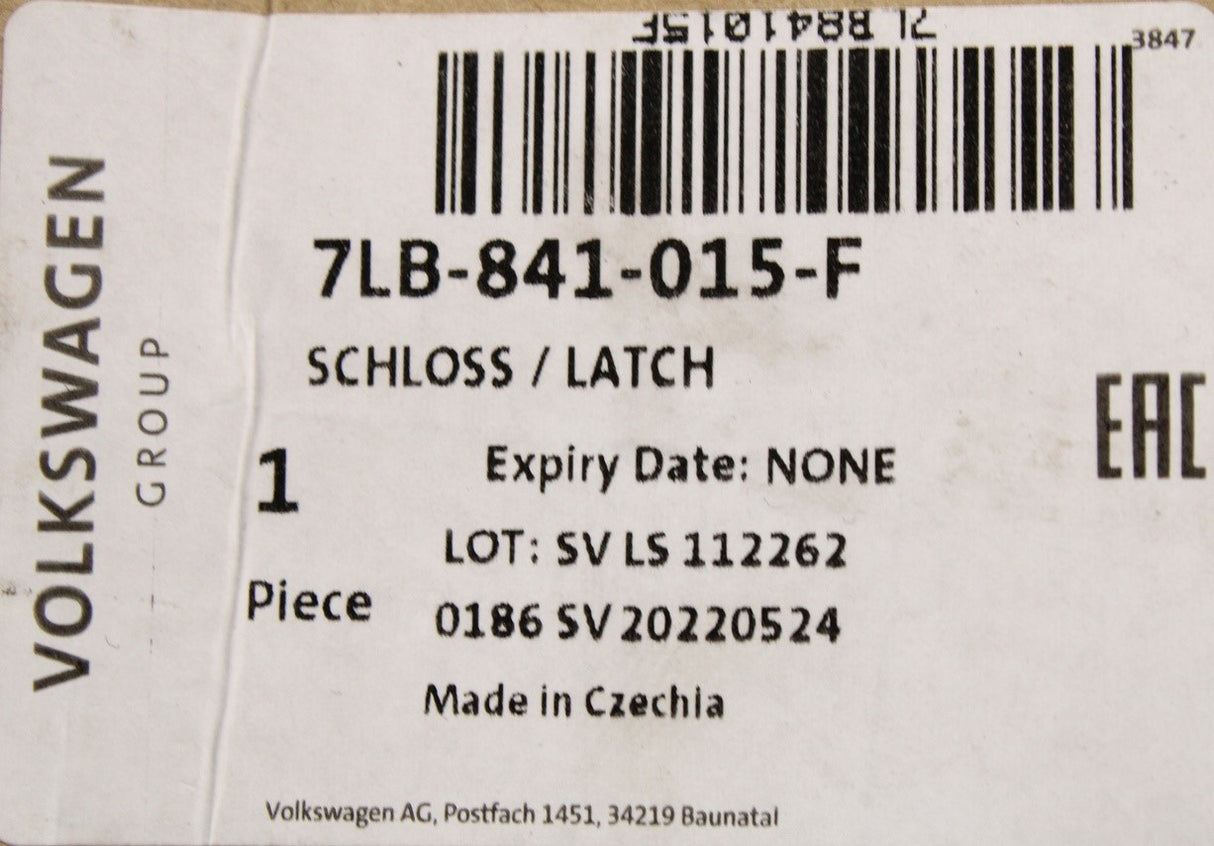 7LB841015F
3847
7LB-841-015-F
SCHLOSS / LATCH
EAC
1
Piece
Expiry Date: NONE
LOT: SV LS 112262
0186 SV 20220524
Made in Czechia
VOLKSWAGEN
GROUP
Volkswagen AG, Postfach 1451, 34219 Baunatal